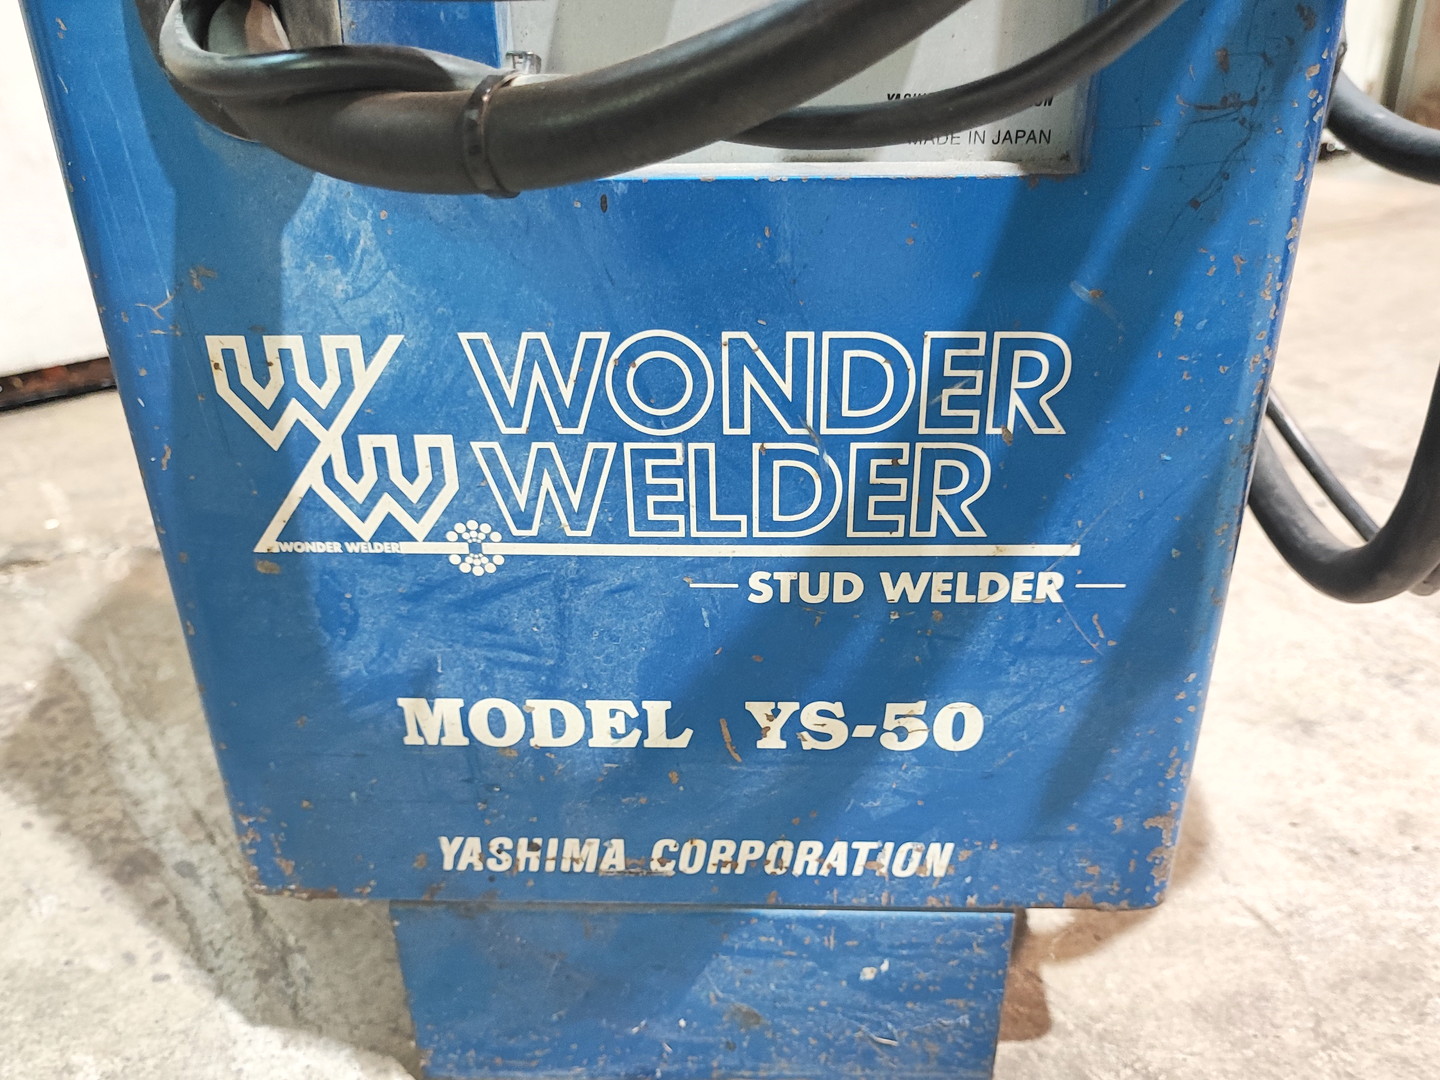 MADE IN JAPAN
WONDER
WELDER
WONDER WELDER
STUD WELDER
MODEL YS-50
YASHIMA CORPORATION